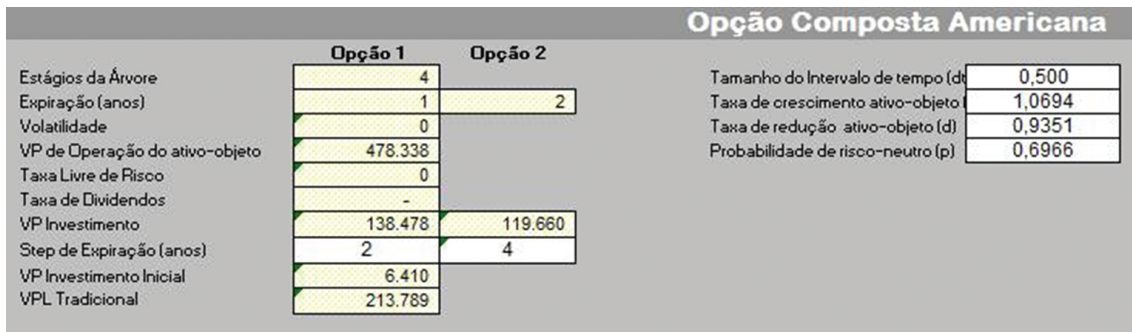 Opção Composta Americana
Opção 1 Opção 2
Estágios da Árvore 4 Tamanho do Intervalo de tempo (dt 0,500
Expiração (anos) 1 2 Taxa de crescimento ativo-objeto 1,0694
Volatilidade 0 Taxa de redução ativo-objeto (d) 0,9351
VP de Operação do ativo-objeto 478.338 Probabilidade de risco-neutro (p) 0,6966
Taxa Livre de Risco 0
Taxa de Dividendos -
VP Investimento 138.478 119.660
Step de Expiração (anos) 2 4
VP Investimento Inicial 6.410
VPL Tradicional 213.789